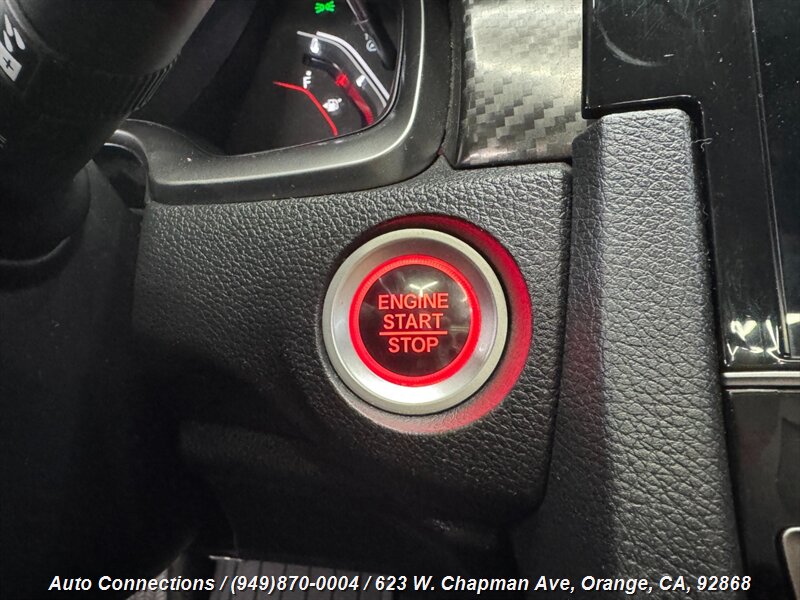 F
ENGINE
START
STOP
Auto Connections / (949)870-0004 / 623 W. Chapman Ave, Orange, CA, 92868